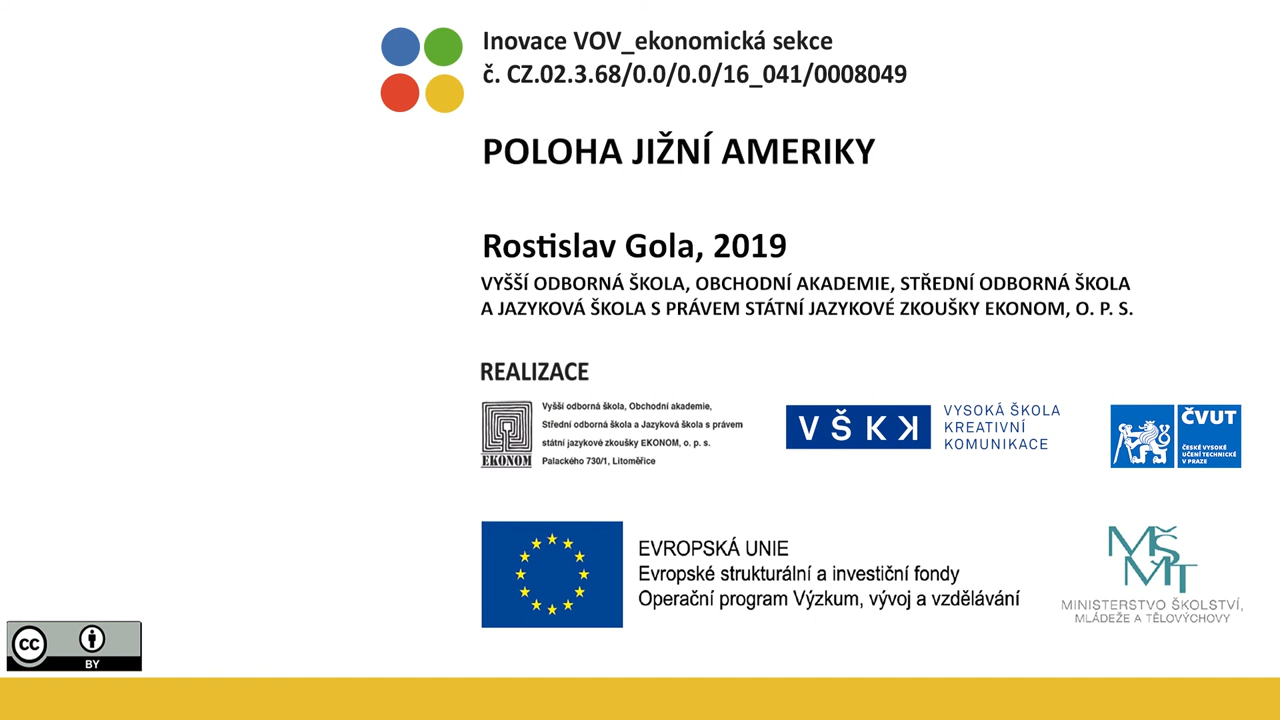 Inovace VOV_ekonomická sekce
č. CZ.02.3.68/0.0/0.0/16_041/0008049
POLOHA JIŽNÍ AMERIKY
Rostislav Gola, 2019
VYŠŠÍ ODBORNÁ ŠKOLA, OBCHODNÍ AKADEMIE, STŘEDNÍ ODBORNÁ ŠKOLA
A JAZYKOVÁ ŠKOLA S PRÁVEM STÁTNÍ JAZYKOVÉ ZKOUŠKY EKONOM, O. P. S.
REALIZACE
EKONOM
Vyšší odborná škola, Obchodní akademie,
Střední odborná škola a Jazyková škola s právem
státní jazykové zkoušky EKONOM, o. p. s.
Palackého 730/1, Litoměřice
VŠKK
VYSOKÁ ŠKOLA
KREATIVNÍ
KOMUNIKACE
ČVUT
ČESKÉ VYSOKÉ
UČENÍ TECHNICKÉ
V PRAZE
EVROPSKÁ UNIE
Evropské strukturální a investiční fondy
Operační program Výzkum, vývoj a vzdělávání
MŠMT
MINISTERSTVO ŠKOLSTVÍ,
MLÁDEŽE A TĚLOVÝCHOVY
cc
BY